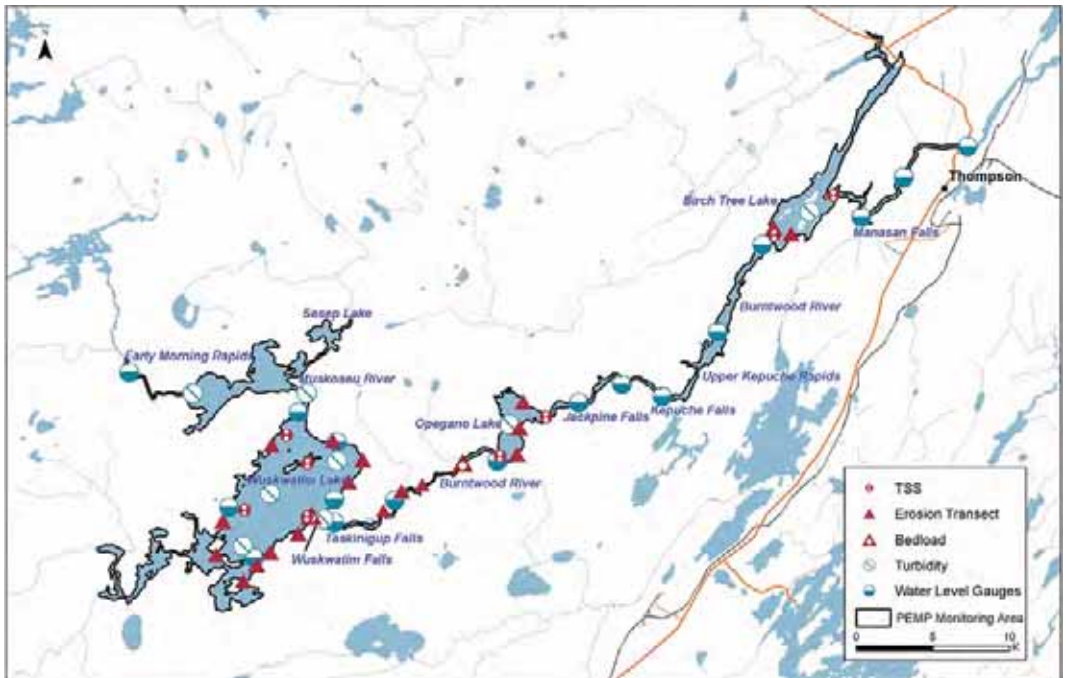 Thompson
Birch Tree Lake
Manasan Falls
Burntwood River
Sesep Lake
Early Morning Rapids
Muskoseu River
Upper Kepuche Rapids
Opegano Lake
Jackpine Falls
Kepuche Falls
Wuskwatim Lake
Burntwood River
Taskinigup Falls
Wuskwatim Falls
TSS
Erosion Transect
Bedload
Turbidity
Water Level Gauges
PEMP Monitoring Area
0 5 10